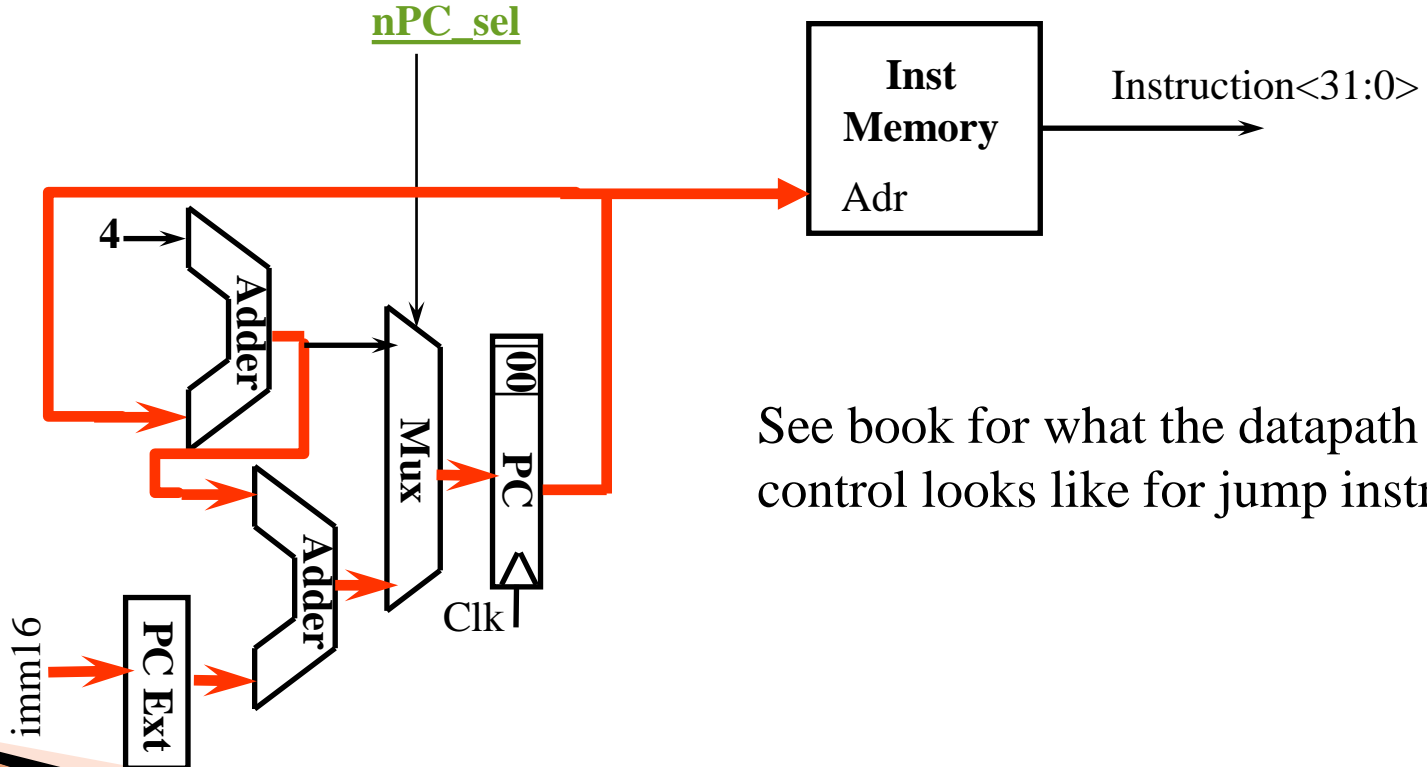 nPC_sel
Inst
Memory
Adr
Instruction<31:0>
4
Adder
Mux
00
PC
Clk
Adder
PC Ext
imm16
See book for what the datapath
control looks like for jump